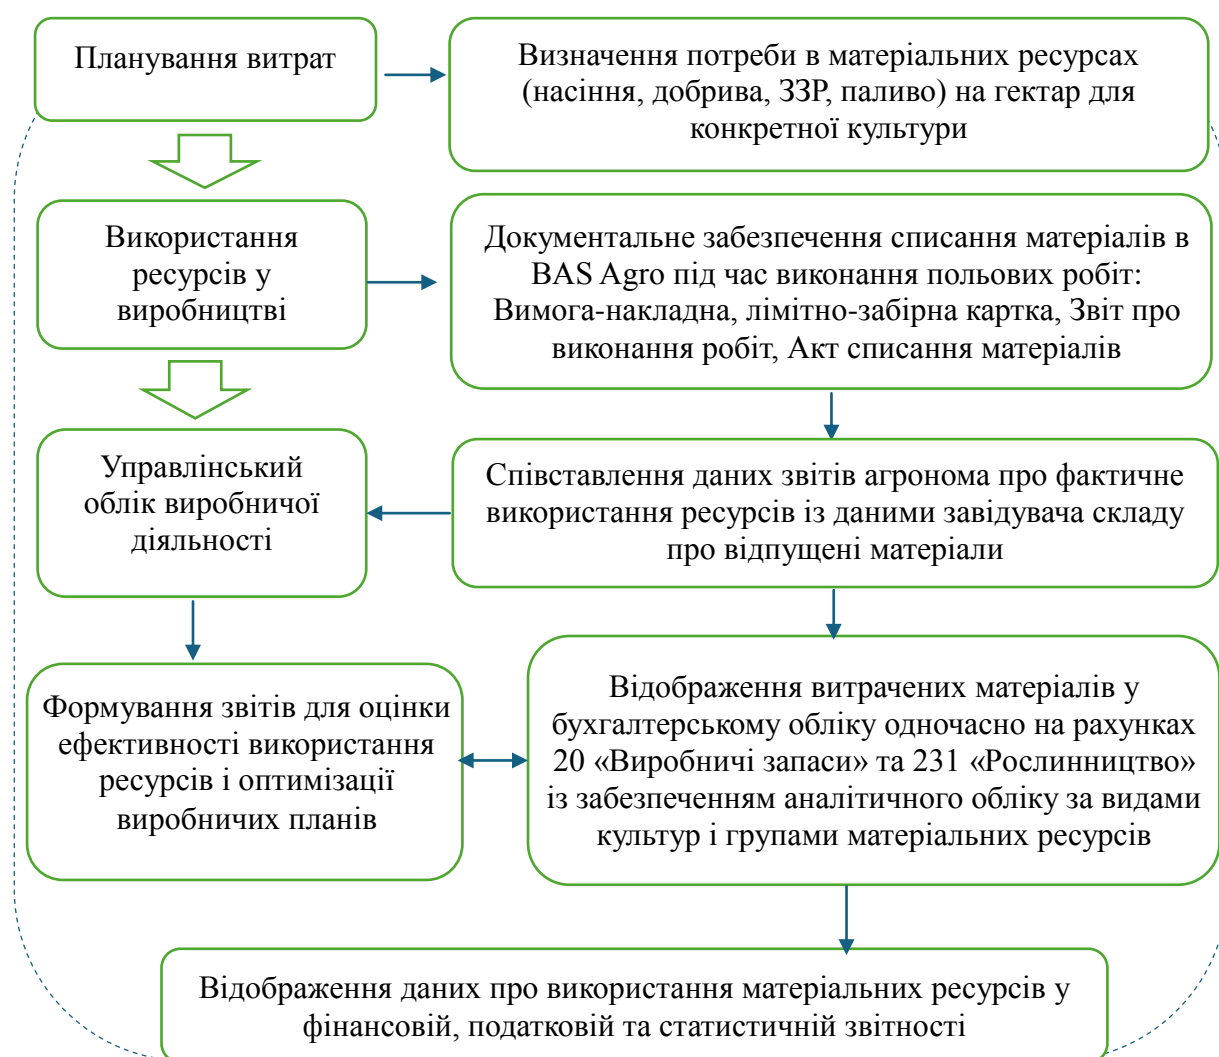 Планування витрат
Визначення потреби в матеріальних ресурсах
(насіння, добрива, ЗЗР, паливо) на гектар для
конкретної культури
Використання
ресурсів у
виробництві
Документальне забезпечення списання матеріалів в
BAS Agro під час виконання польових робіт:
Вимога-накладна, лімітно-забірна картка, Звіт про
виконання робіт, Акт списання матеріалів
Управлінський
облік виробничої
діяльності
Співставлення даних звітів агронома про фактичне
використання ресурсів із даними завідувача складу
про відпущені матеріали
Формування звітів для оцінки
ефективності використання
ресурсів і оптимізації
виробничих планів
Відображення витрачених матеріалів у
бухгалтерському обліку одночасно на рахунках
20 «Виробничі запаси» та 231 «Рослинництво»
із забезпеченням аналітичного обліку за видами
культур і групами матеріальних ресурсів
Відображення даних про використання матеріальних ресурсів у
фінансовій, податковій та статистичній звітності